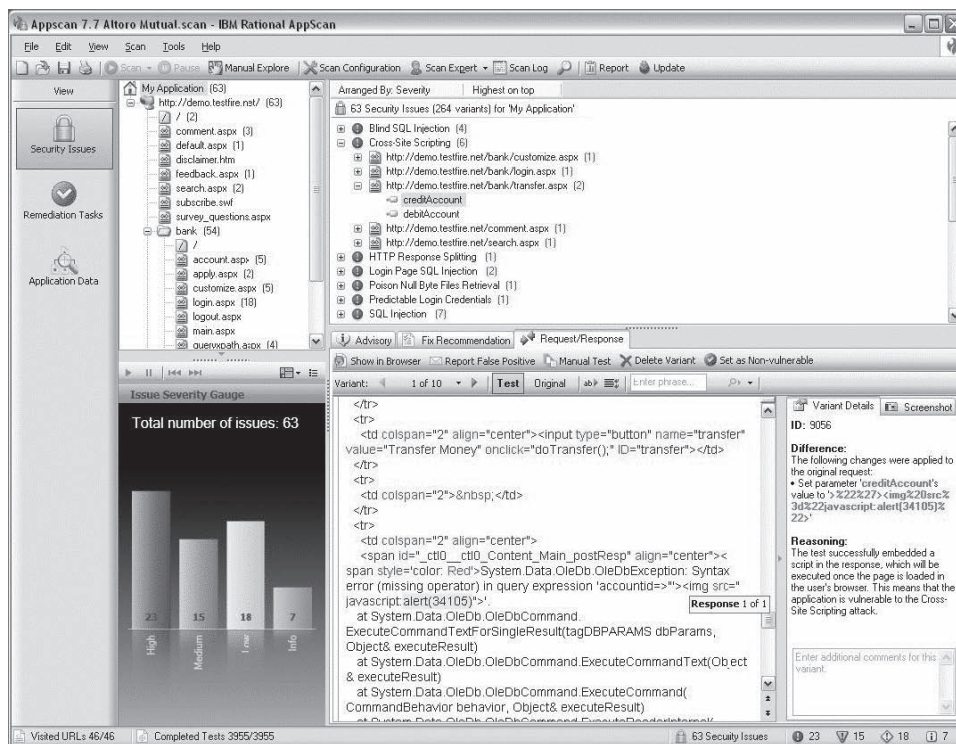 Appscan 7.7 Altoro Mutual.scan - IBM Rational AppScan
File Edit View Scan Tools Help
Scan Pause Manual Explore Scan Configuration Scan Expert Scan Log Report Update
View
Security Issues
Remediation Tasks
Application Data
My Application (63)
http://demo.testfire.net/ (63)
/ (2)
comment.aspx (3)
default.aspx (1)
disclaimer.htm
feedback.aspx (1)
search.aspx (2)
subscribe.swf
survey_questions.aspx
bank (54)
/
account.aspx (5)
apply.aspx (2)
customize.aspx (5)
login.aspx (18)
logout.aspx
main.aspx
queryxpath.aspx (4)
Arranged By: Severity Highest on top
63 Security Issues (264 variants) for 'My Application'
Blind SQL Injection (4)
Cross-Site Scripting (6)
http://demo.testfire.net/bank/customize.aspx (1)
http://demo.testfire.net/bank/login.aspx (1)
http://demo.testfire.net/bank/transfer.aspx (2)
creditAccount
debitAccount
http://demo.testfire.net/comment.aspx (1)
http://demo.testfire.net/search.aspx (1)
HTTP Response Splitting (1)
Login Page SQL Injection (2)
Poison Null Byte Files Retrieval (1)
Predictable Login Credentials (1)
SQL Injection (7)
Issue Severity Gauge
Total number of issues: 63
23 15 18 7
High Medium Low Info
Advisory Fix Recommendation Request/Response
Show in Browser Report False Positive Manual Test Delete Variant Set as Non-vulnerable
Variant: 1 of 10 Test Original ab Enter phrase...
</tr>
<tr>
<td colspan="2" align="center"><input type="button" name="transfer"
value="Transfer Money" onclick="doTransfer();" ID="transfer"></td>
</tr>
<tr>
<td colspan="2">&nbsp;</td>
</tr>
<tr>
<td colspan="2" align="center">
<span id="_ctl0__ctl0_Content_Main_postResp" align="center"><
span style='color: Red'>System.Data.OleDb.OleDbException: Syntax
error (missing operator) in query expression 'accountid=>"'><img src="
javascript:alert(34105)">'.
Response 1 of 1
at System.Data.OleDb.OleDbCommand.
ExecuteCommandTextForSingleResult(tagDBPARAMS dbParams,
Object& executeResult)
at System.Data.OleDb.OleDbCommand.ExecuteCommandText(Object
& executeResult)
at System.Data.OleDb.OleDbCommand.ExecuteCommand(
CommandBehavior behavior, Object& executeResult)
at System.Data.OleDb.OleDbCommand.ExecuteReaderInternal(
Variant Details Screenshot
ID: 9056
Difference:
The following changes were applied to
the original request:
• Set parameter 'creditAccount's
value to '>%22%27><img%20src%
3d%22javascript:alert(34105)%
22>'
Reasoning:
The test successfully embedded a
script in the response, which will be
executed once the page is loaded in
the user's browser. This means that the
application is vulnerable to the Cross-
Site Scripting attack.
Enter additional comments for this
variant.
Visited URLs 46/46 Completed Tests 3955/3955 63 Security Issues 23 15 18 7